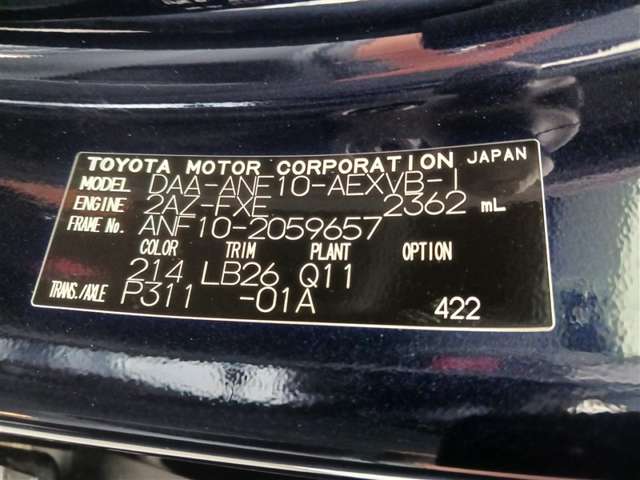 TOYOTA MOTOR CORPORATION JAPAN
MODEL DAA-ANF10-AEXVB-I
ENGINE 2AZ-FXE 2362 mL
FRAME No. ANF10-2059657
COLOR TRIM PLANT OPTION
214 LB26 Q11
TRANS./AXLE P311 -01A
422